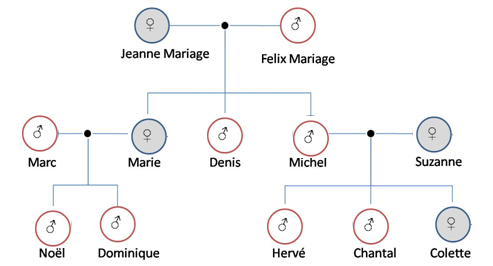 Jeanne Mariage
Felix Mariage
Marc
Marie
Denis
Michel
Suzanne
Noël
Dominique
Hervé
Chantal
Colette